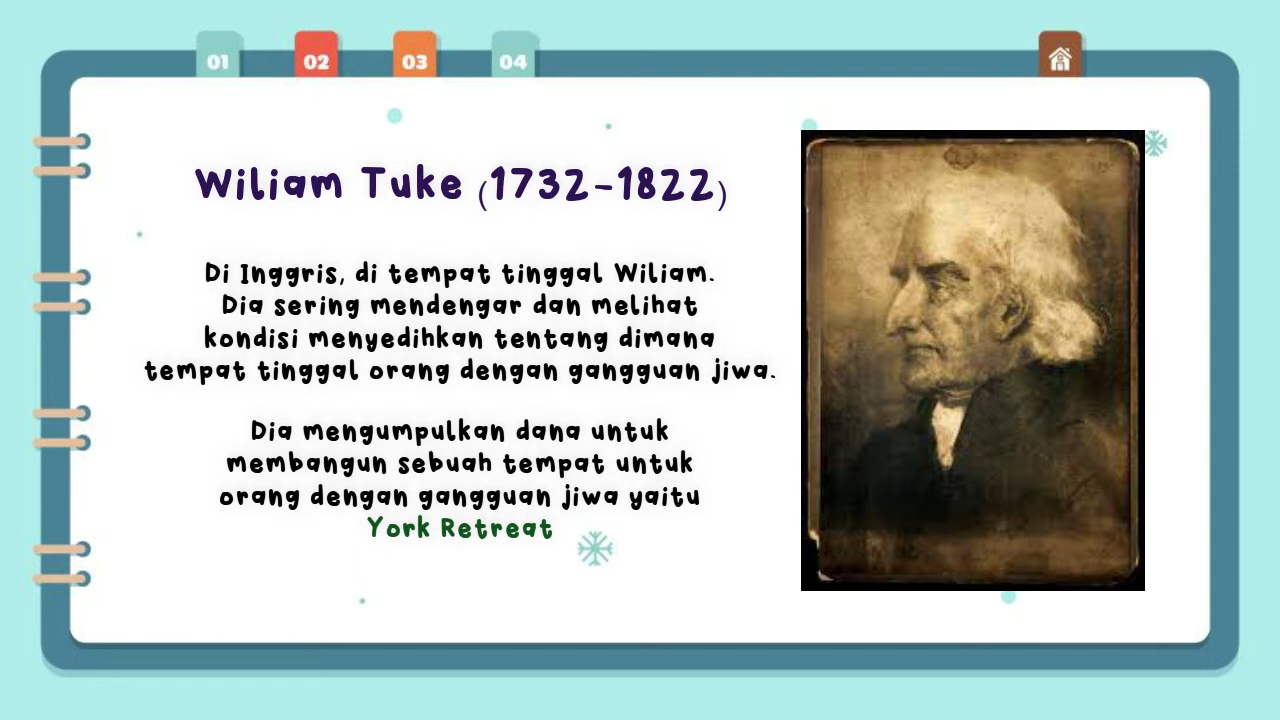 01 02 03 04
Wiliam Tuke (1732-1822)
Di Inggris, di tempat tinggal Wiliam.
Dia sering mendengar dan melihat
kondisi menyedihkan tentang dimana
tempat tinggal orang dengan gangguan jiwa.
Dia mengumpulkan dana untuk
membangun sebuah tempat untuk
orang dengan gangguan jiwa yaitu
York Retreat